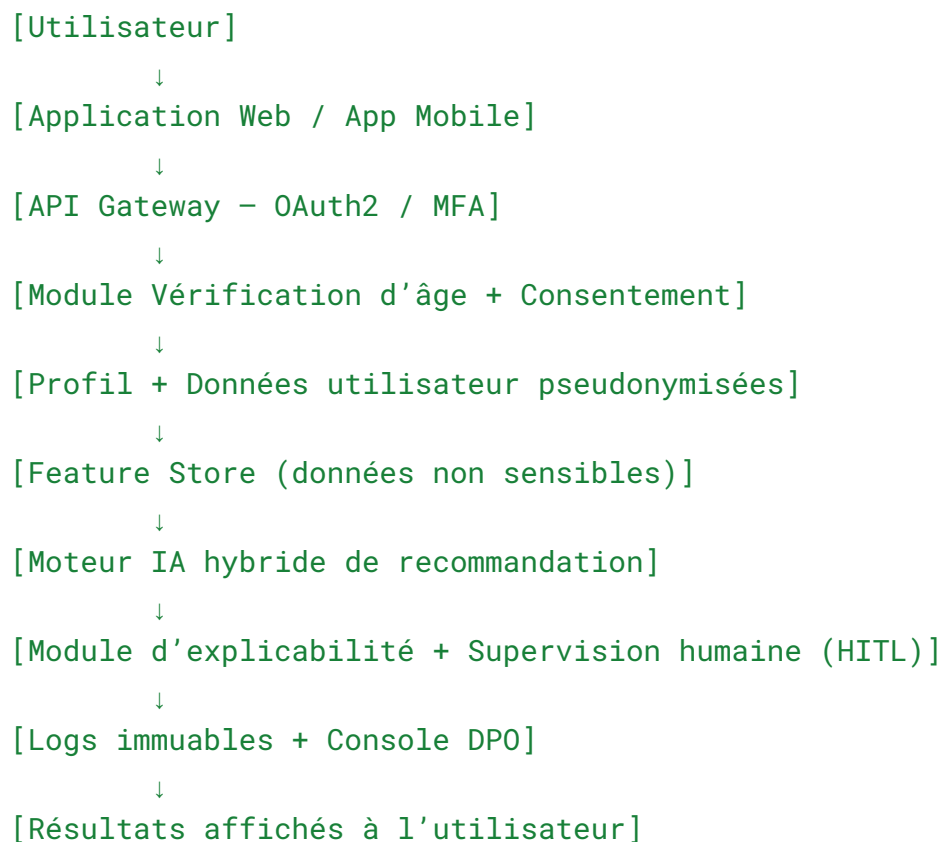 [Utilisateur]
↓
[Application Web / App Mobile]
↓
[API Gateway — OAuth2 / MFA]
↓
[Module Vérification d’âge + Consentement]
↓
[Profil + Données utilisateur pseudonymisées]
↓
[Feature Store (données non sensibles)]
↓
[Moteur IA hybride de recommandation]
↓
[Module d’explicabilité + Supervision humaine (HITL)]
↓
[Logs immuables + Console DPO]
↓
[Résultats affichés à l’utilisateur]